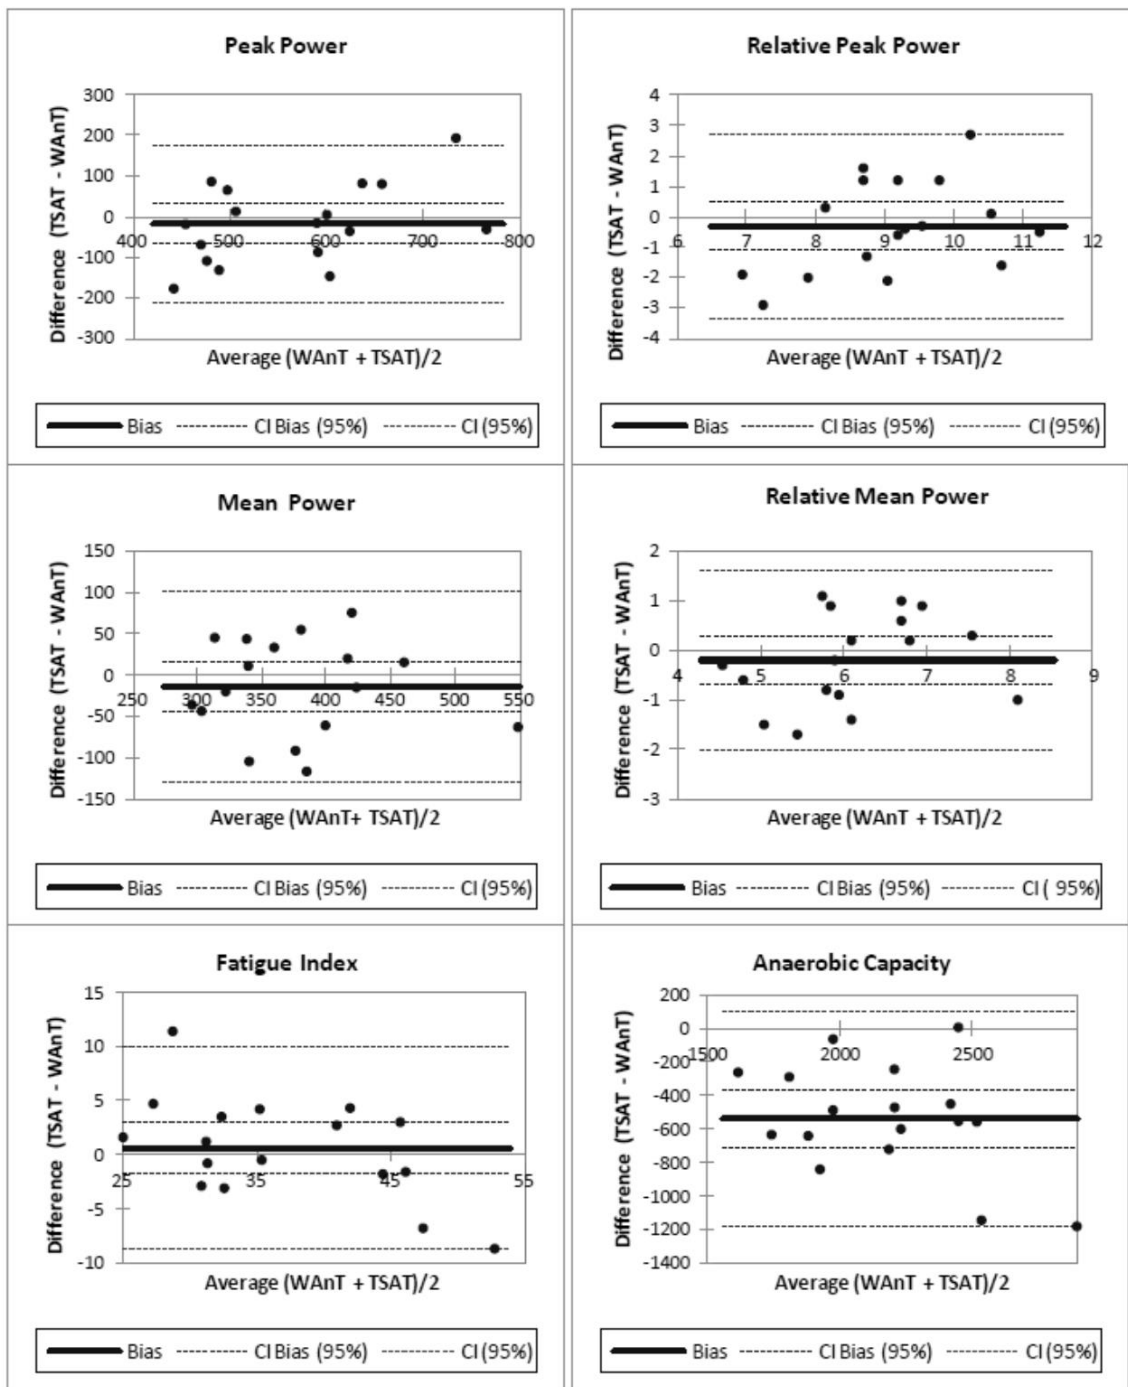 Peak Power
Difference (TSAT - WAnT)
300
200
100
0
-100
-200
-300
400 500 600 700 800
Average (WAnT + TSAT)/2
Bias CI Bias (95%) CI (95%)
Relative Peak Power
Difference (TSAT - WAnT)
4
3
2
1
0
-1
-2
-3
-4
6 7 8 9 10 11 12
Average (WAnT + TSAT)/2
Bias CI Bias (95%) CI (95%)
Mean Power
Difference (TSAT - WAnT)
150
100
50
0
-50
-100
-150
250 300 350 400 450 500 550
Average (WAnT+ TSAT)/2
Bias CI Bias (95%) CI (95%)
Relative Mean Power
Difference (TSAT - WAnT)
2
1
0
-1
-2
-3
4 5 6 7 8 9
Average (WAnT + TSAT)/2
Bias CI Bias (95%) CI ( 95%)
Fatigue Index
Difference (TSAT - WAnT)
15
10
5
0
-5
-10
25 35 45 55
Average (WAnT + TSAT)/2
Bias CI Bias (95%) CI (95%)
Anaerobic Capacity
Difference (TSAT - WAnT)
200
0
-200
-400
-600
-800
-1000
-1200
-1400
1500 2000 2500
Average (WAnT + TSAT)/2
Bias CI Bias (95%) CI (95%)